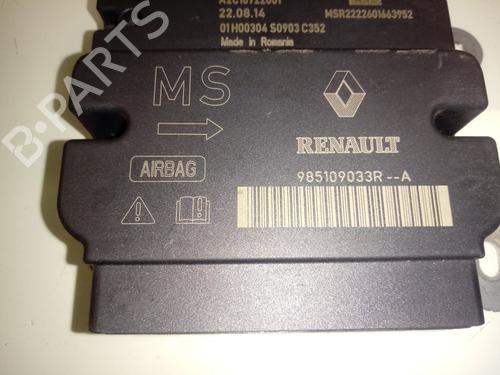 22.08.14
MSR2222601663952
01H00304 S0903 C352
Made in Romania
MS
RENAULT
AIRBAG
985109033R--A
B-PARTS